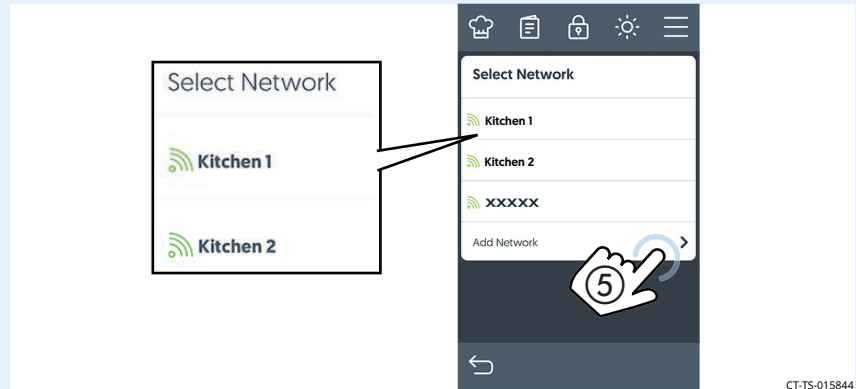 Select Network
Kitchen 1
Kitchen 2
Select Network
Kitchen 1
Kitchen 2
XXXXX
Add Network
5
CT-TS-015844